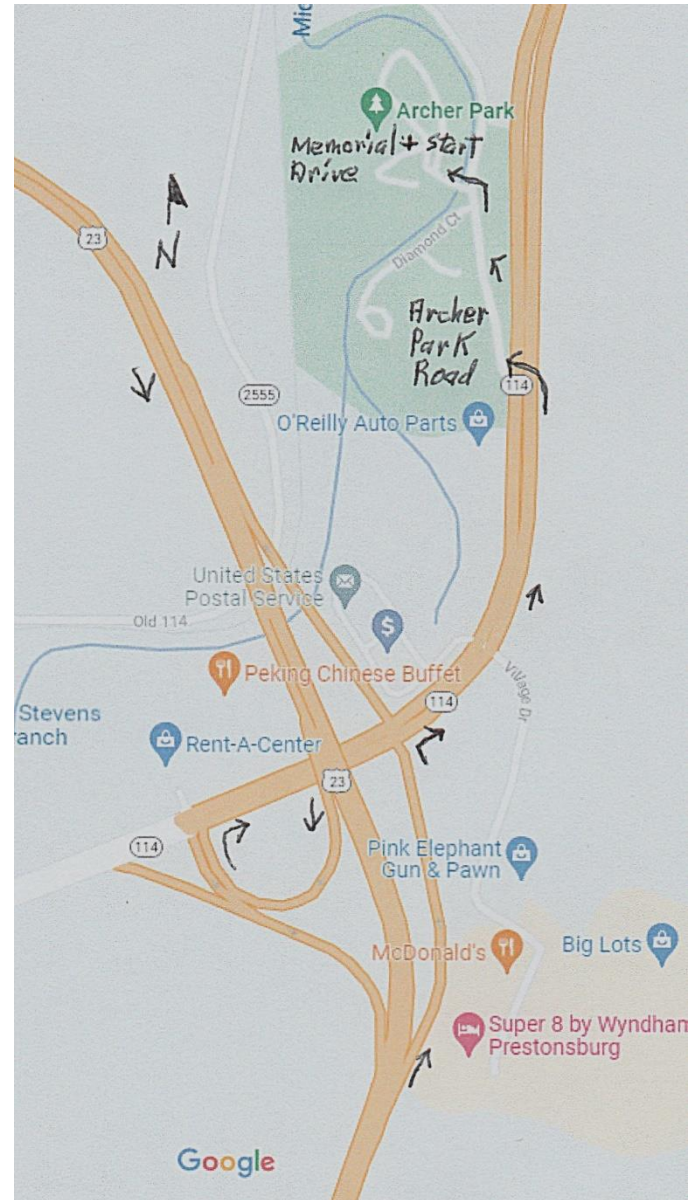 Mic
Archer Park
Memorial + start
Drive
23
N
Diamond Ct
Archer
Park
Road
114
2555
O'Reilly Auto Parts
United States
Postal Service
Old 114
$
Peking Chinese Buffet
Village Dr
114
Stevens
ranch
Rent-A-Center
23
114
Pink Elephant
Gun & Pawn
McDonald's
Big Lots
Super 8 by Wyndham
Prestonsburg
Google